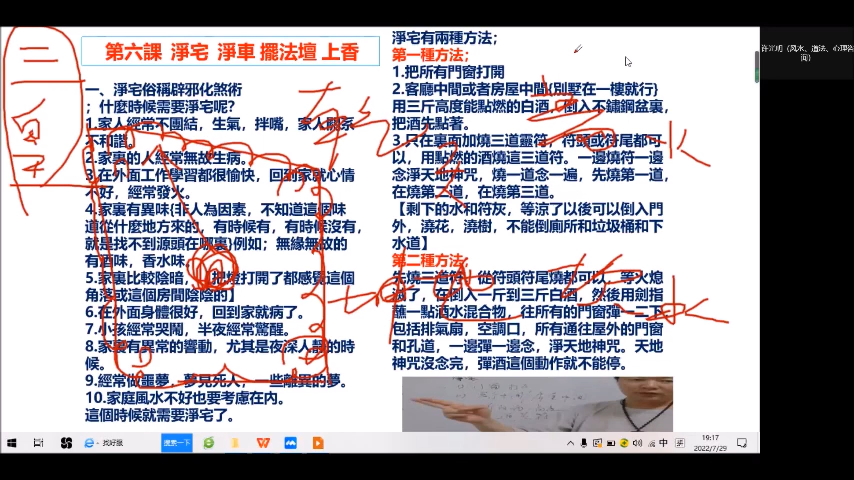 第六課 淨宅 淨車 擺法壇 上香
一、淨宅俗稱辟邪化煞術
；什麼時候需要淨宅呢?
1.家人經常不團結，生氣，拌嘴，家人關系
不和諧。
2.家裏的人經常無故生病。
3.在外面工作學習都很愉快，回到家就心情
不好，經常發火。
4.家裏有異味{非人為因素，不知道這個味
道從什麼地方來的，有時候有，有時候沒有，
就是找不到源頭在哪裏}例如；無緣無故的
有酒味，香水味
5.家裏比較陰暗，把燈打開了都感覺這個
角落或這個房間陰陰的】
6.在外面身體很好，回到家就病了。
7.小孩經常哭鬧，半夜經常驚醒。
8.家裏有異常的響動，尤其是夜深人靜的時
候。
9.經常做噩夢，夢見死人，一些離異的夢。
10.家庭風水不好也要考慮在內。
這個時候就需要淨宅了。
淨宅有兩種方法；
第一種方法；
1.把所有門窗打開
2.客廳中間或者房屋中間{別墅在一樓就行}
用三斤高度能點燃的白酒，倒入不鏽鋼盆裏，
把酒先點著。
3.只在裏面加燒三道靈符，符頭或符尾都可
以，用點燃的酒燒這三道符。一邊燒符一邊
念淨天地神咒，燒一道念一遍，先燒第一道，
在燒第二道，在燒第三道。
【剩下的水和符灰，等涼了以後可以倒入門
外，澆花，澆樹，不能倒廁所和垃圾桶和下
水道】
第二種方法；
先燒三道符，從符頭符尾燒都可以，等火熄
滅了，在倒入一斤到三斤白酒，然後用劍指
蘸一點酒水混合物，往所有的門窗彈一二下
包括排氣扇，空調口，所有通往屋外的門窗
和孔道，一邊彈一邊念，淨天地神咒。天地
神咒沒念完，彈酒這個動作就不能停。
許光明（風水、道法、心理咨
詢）
找好服
搜索一下
中
19:17
2022/7/29